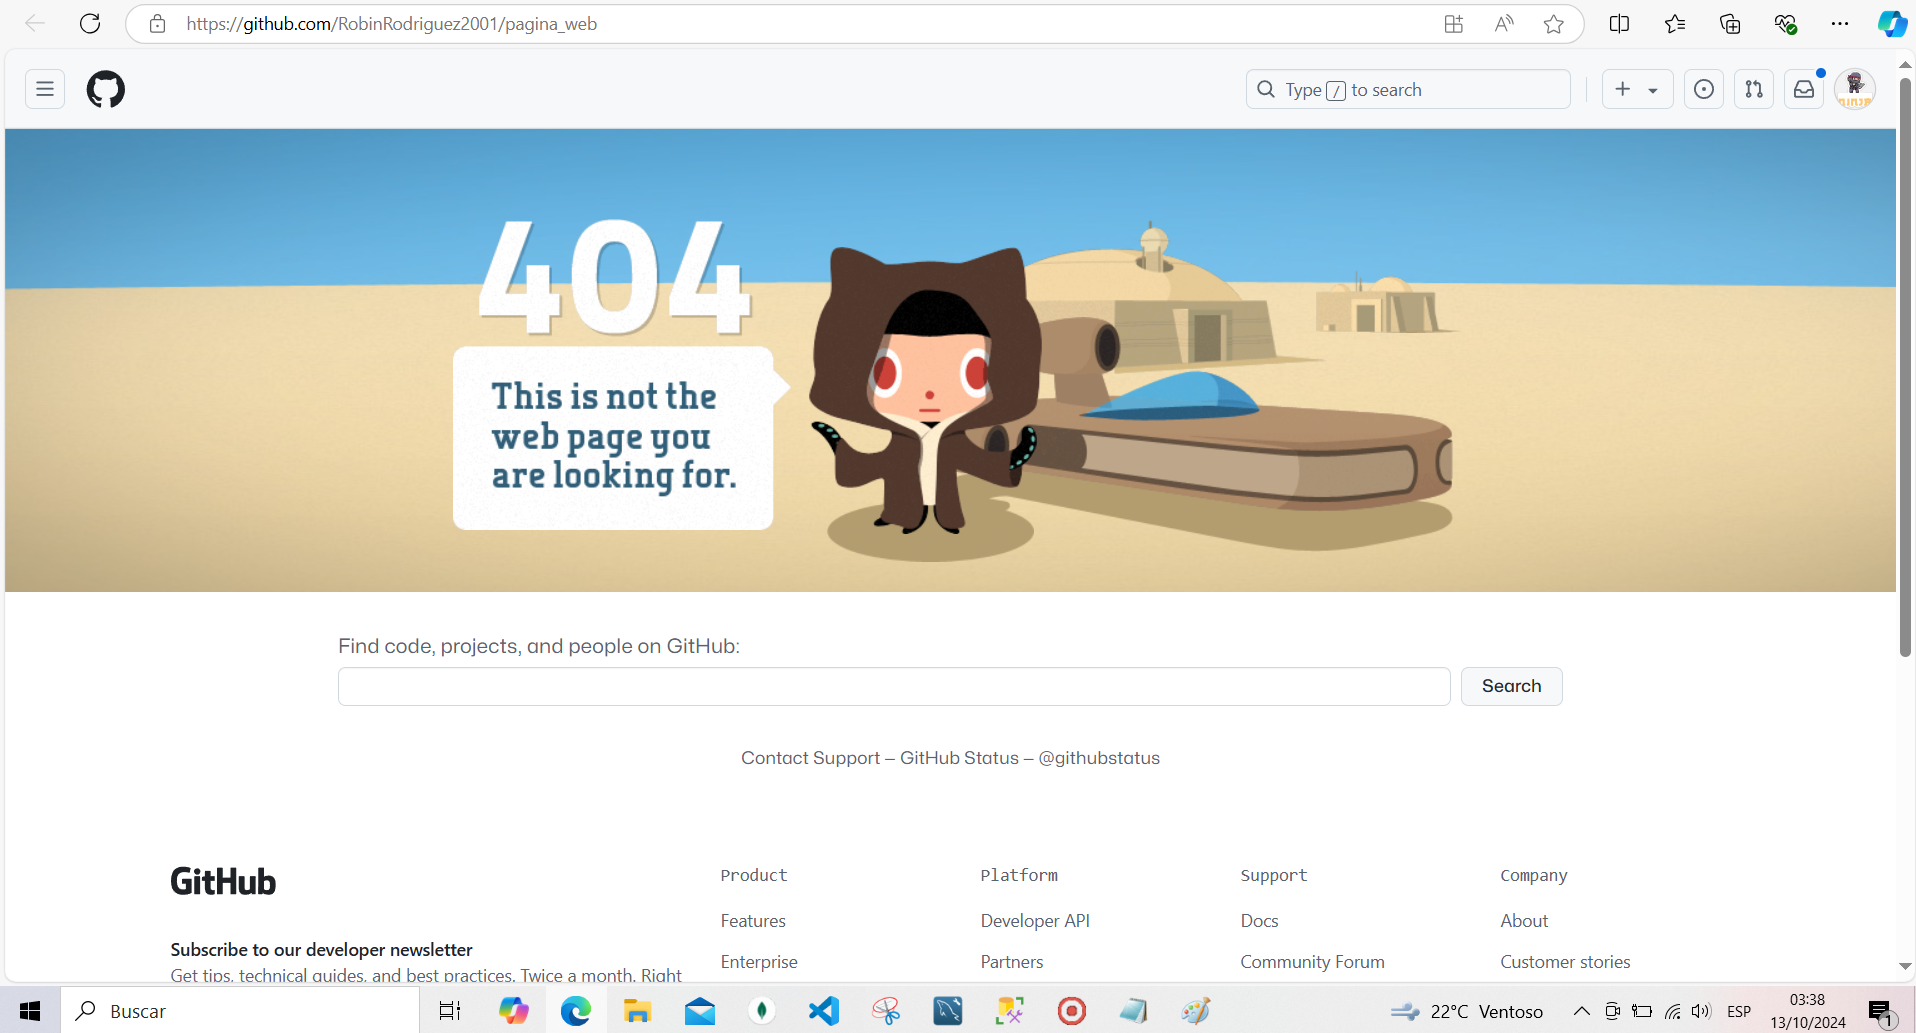 https://github.com/RobinRodriguez2001/pagina_web
Type / to search
404
This is not the
web page you
are looking for.
Find code, projects, and people on GitHub:
Search
Contact Support — GitHub Status — @githubstatus
GitHub
Product
Platform
Support
Company
Features
Developer API
Docs
About
Subscribe to our developer newsletter
Get tips, technical guides, and best practices. Twice a month. Right
Enterprise
Partners
Community Forum
Customer stories
Buscar
22°C Ventoso
ESP
03:38
13/10/2024
1